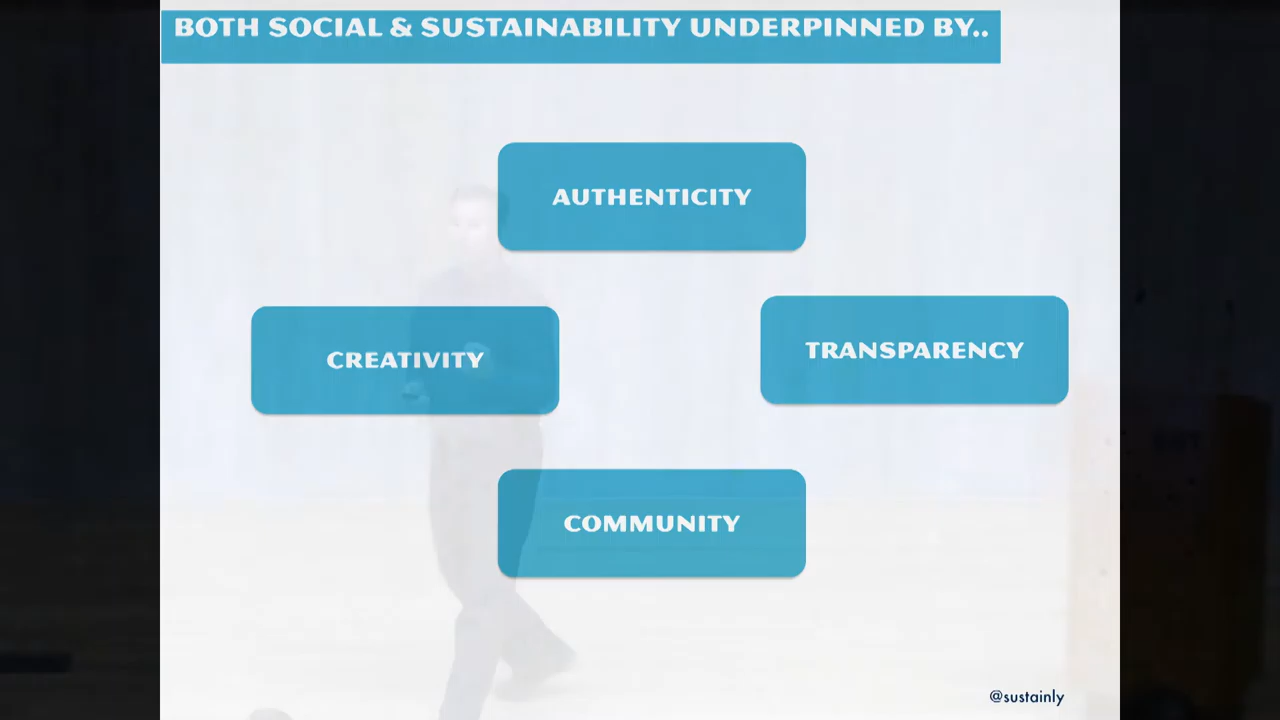 BOTH SOCIAL & SUSTAINABILITY UNDERPINNED BY..
AUTHENTICITY
CREATIVITY
TRANSPARENCY
COMMUNITY
@sustainly